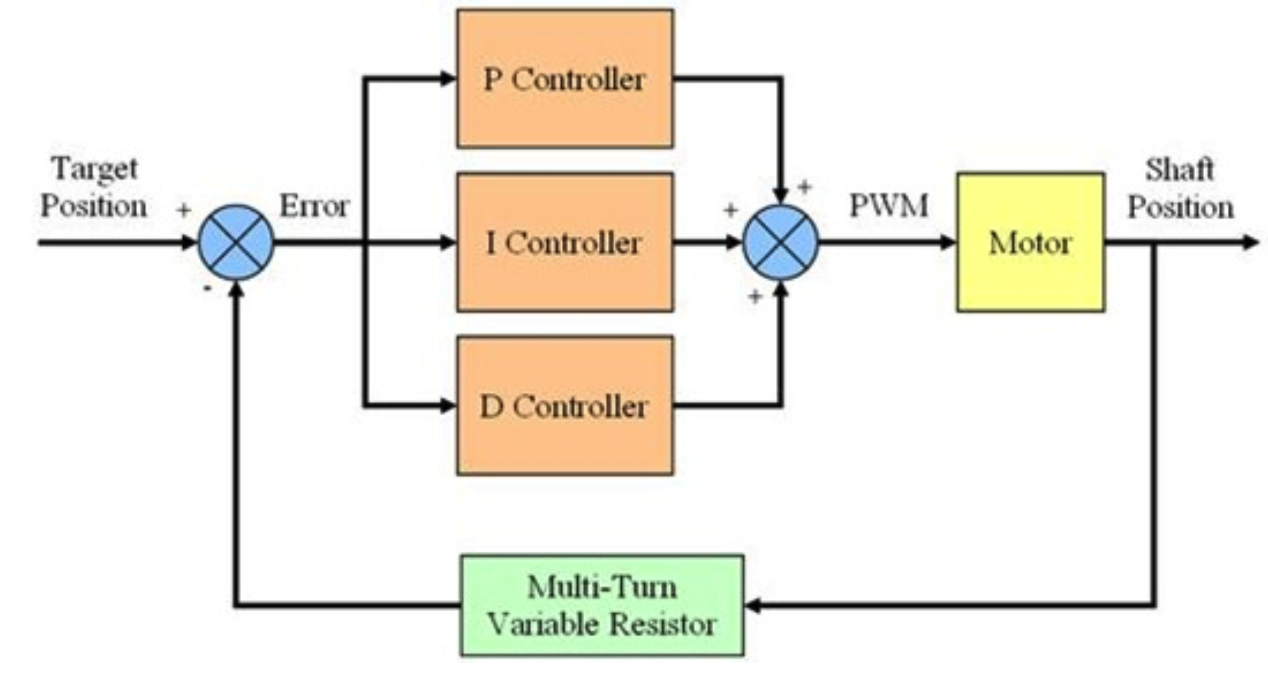 P Controller
Target
Position
+
Error
I Controller
+
+
PWM
Motor
Shaft
Position
-
+
D Controller
Multi-Turn
Variable Resistor